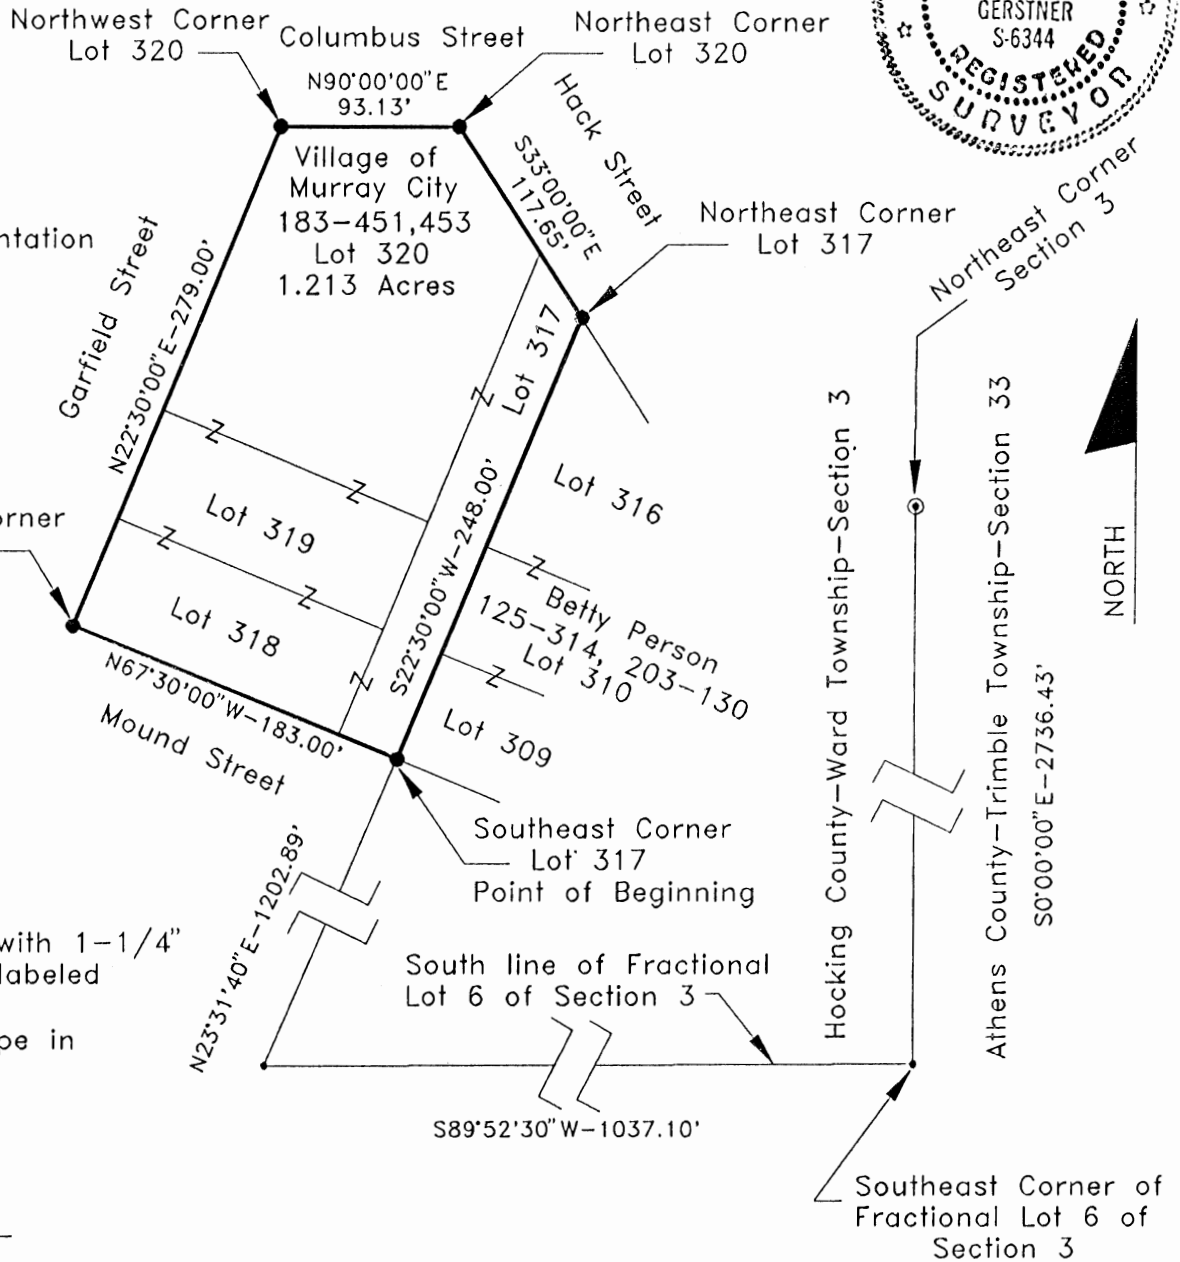 GERSTNER
S-6344
REGISTERED
SURVEYOR
Northwest Corner
Lot 320
Columbus Street
Northeast Corner
Lot 320
N90°00'00"E
93.13'
Hack Street
S33°00'00"E
117.65'
Village of
Murray City
183-451,453
Lot 320
1.213 Acres
Northeast Corner
Lot 317
Northeast Corner
Section 3
ntation
Garfield Street
N22°30'00"E-279.00'
Lot 317
Lot 316
Lot 319
orner
Lot 318
S22°30'00"W-248.00'
Betty Person
125-314, 203-130
Lot 310
Lot 309
N67°30'00"W-183.00'
Mound Street
Hocking County-Ward Township-Section 3
Athens County-Trimble Township-Section 33
S0°00'00"E-2736.43'
NORTH
Southeast Corner
Lot 317
Point of Beginning
N23°31'40"E-1202.89'
with 1-1/4"
labeled
pe in
South line of Fractional
Lot 6 of Section 3
S89°52'30"W-1037.10'
Southeast Corner of
Fractional Lot 6 of
Section 3